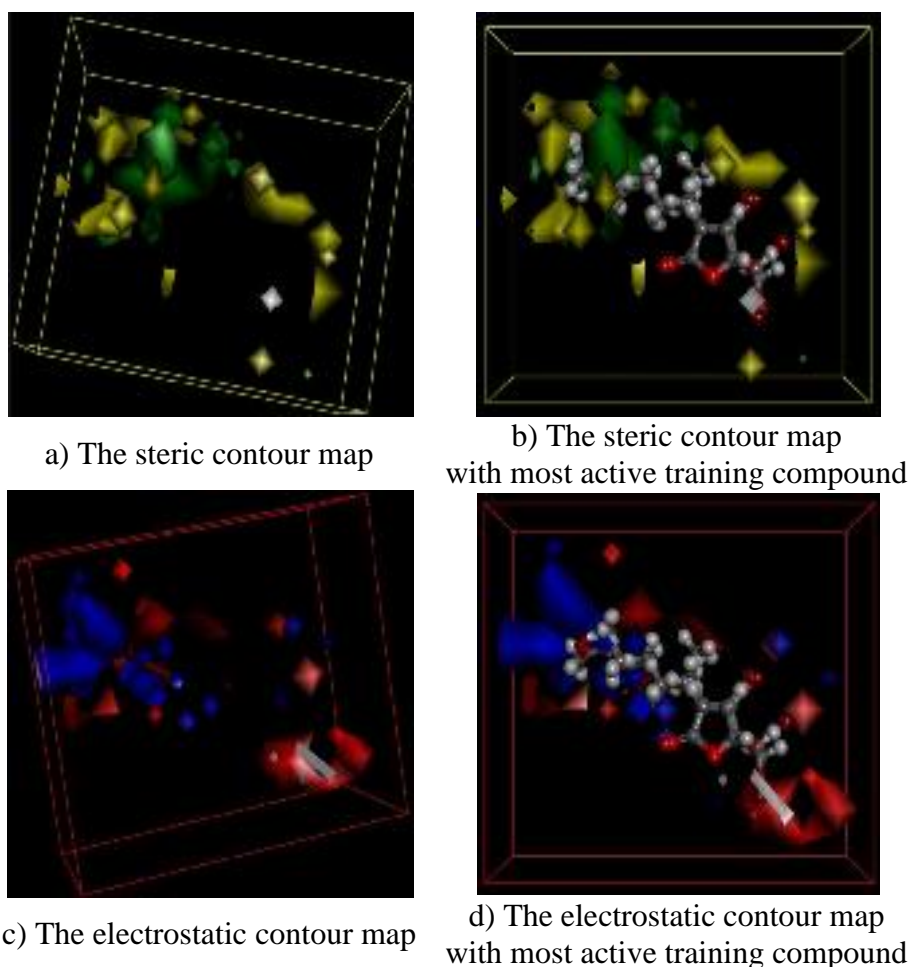 a) The steric contour map
b) The steric contour map
with most active training compound
c) The electrostatic contour map
d) The electrostatic contour map
with most active training compound